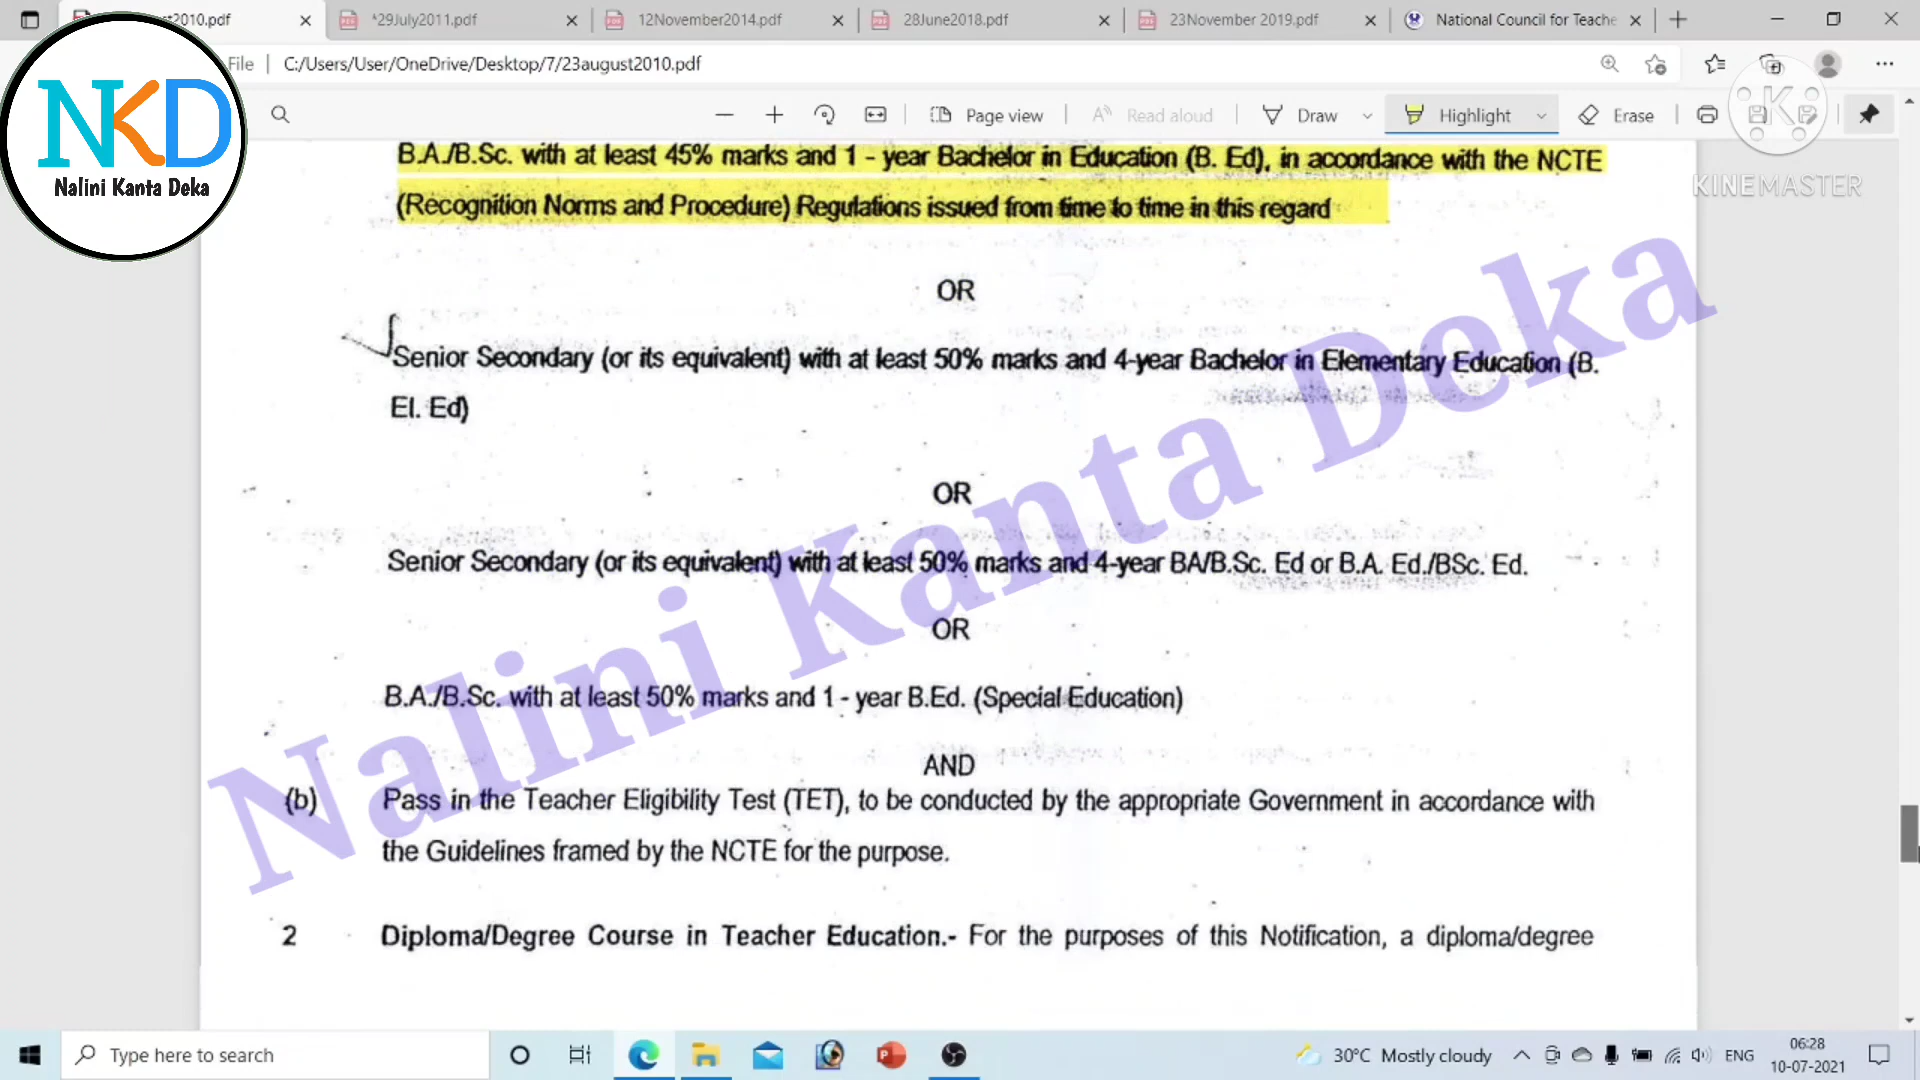 ust2010.pdf
*29July2011.pdf
12November2014.pdf
28June2018.pdf
23November 2019.pdf
National Council for Teache
File
C:/Users/User/OneDrive/Desktop/7/23august2010.pdf
NKD
Nalini Kanta Deka
Page view
Read aloud
Draw
Highlight
Erase
K
KINEMASTER
B.A./B.Sc. with at least 45% marks and 1 - year Bachelor in Education (B. Ed), in accordance with the NCTE
(Recognition Norms and Procedure) Regulations issued from time to time in this regard
OR
Senior Secondary (or its equivalent) with at least 50% marks and 4-year Bachelor in Elementary Education (B.
El. Ed)
OR
Senior Secondary (or its equivalent) with at least 50% marks and 4-year BA/B.Sc. Ed or B.A. Ed./BSc. Ed.
OR
B.A./B.Sc. with at least 50% marks and 1 - year B.Ed. (Special Education)
AND
(b) Pass in the Teacher Eligibility Test (TET), to be conducted by the appropriate Government in accordance with
the Guidelines framed by the NCTE for the purpose.
2 Diploma/Degree Course in Teacher Education.- For the purposes of this Notification, a diploma/degree
Nalini Kanta Deka
Type here to search
30°C Mostly cloudy
ENG
06:28
10-07-2021